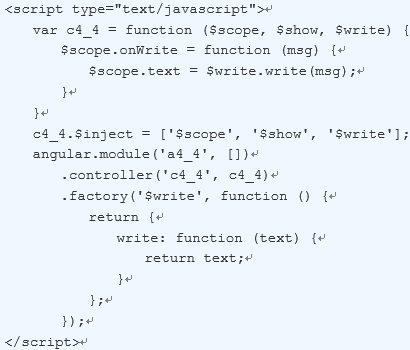 <script type="text/javascript">
    var c4_4 = function ($scope, $show, $write) {
        $scope.onWrite = function (msg) {
            $scope.text = $write.write(msg);
        }
    }
    c4_4.$inject = ['$scope', '$show', '$write'];
    angular.module('a4_4', [])
        .controller('c4_4', c4_4)
        .factory('$write', function () {
            return {
                write: function (text) {
                    return text;
                }
            };
        });
</script>